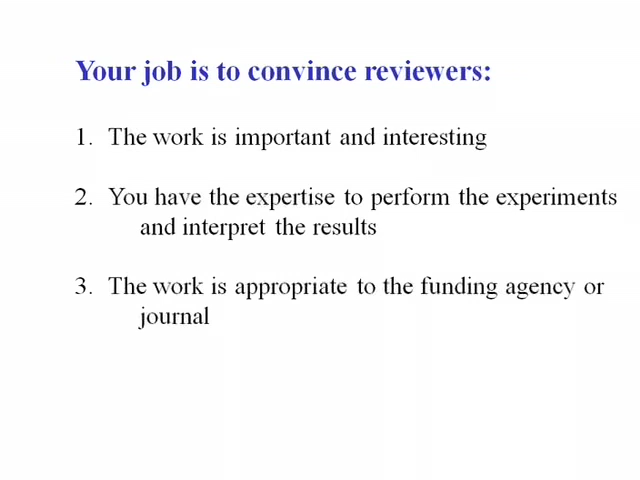 Your job is to convince reviewers:
1. The work is important and interesting
2. You have the expertise to perform the experiments
and interpret the results
3. The work is appropriate to the funding agency or
journal